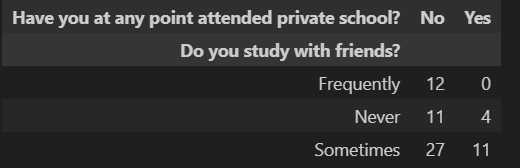 Have you at any point attended private school? No Yes
Do you study with friends?
Frequently 12 0
Never 11 4
Sometimes 27 11